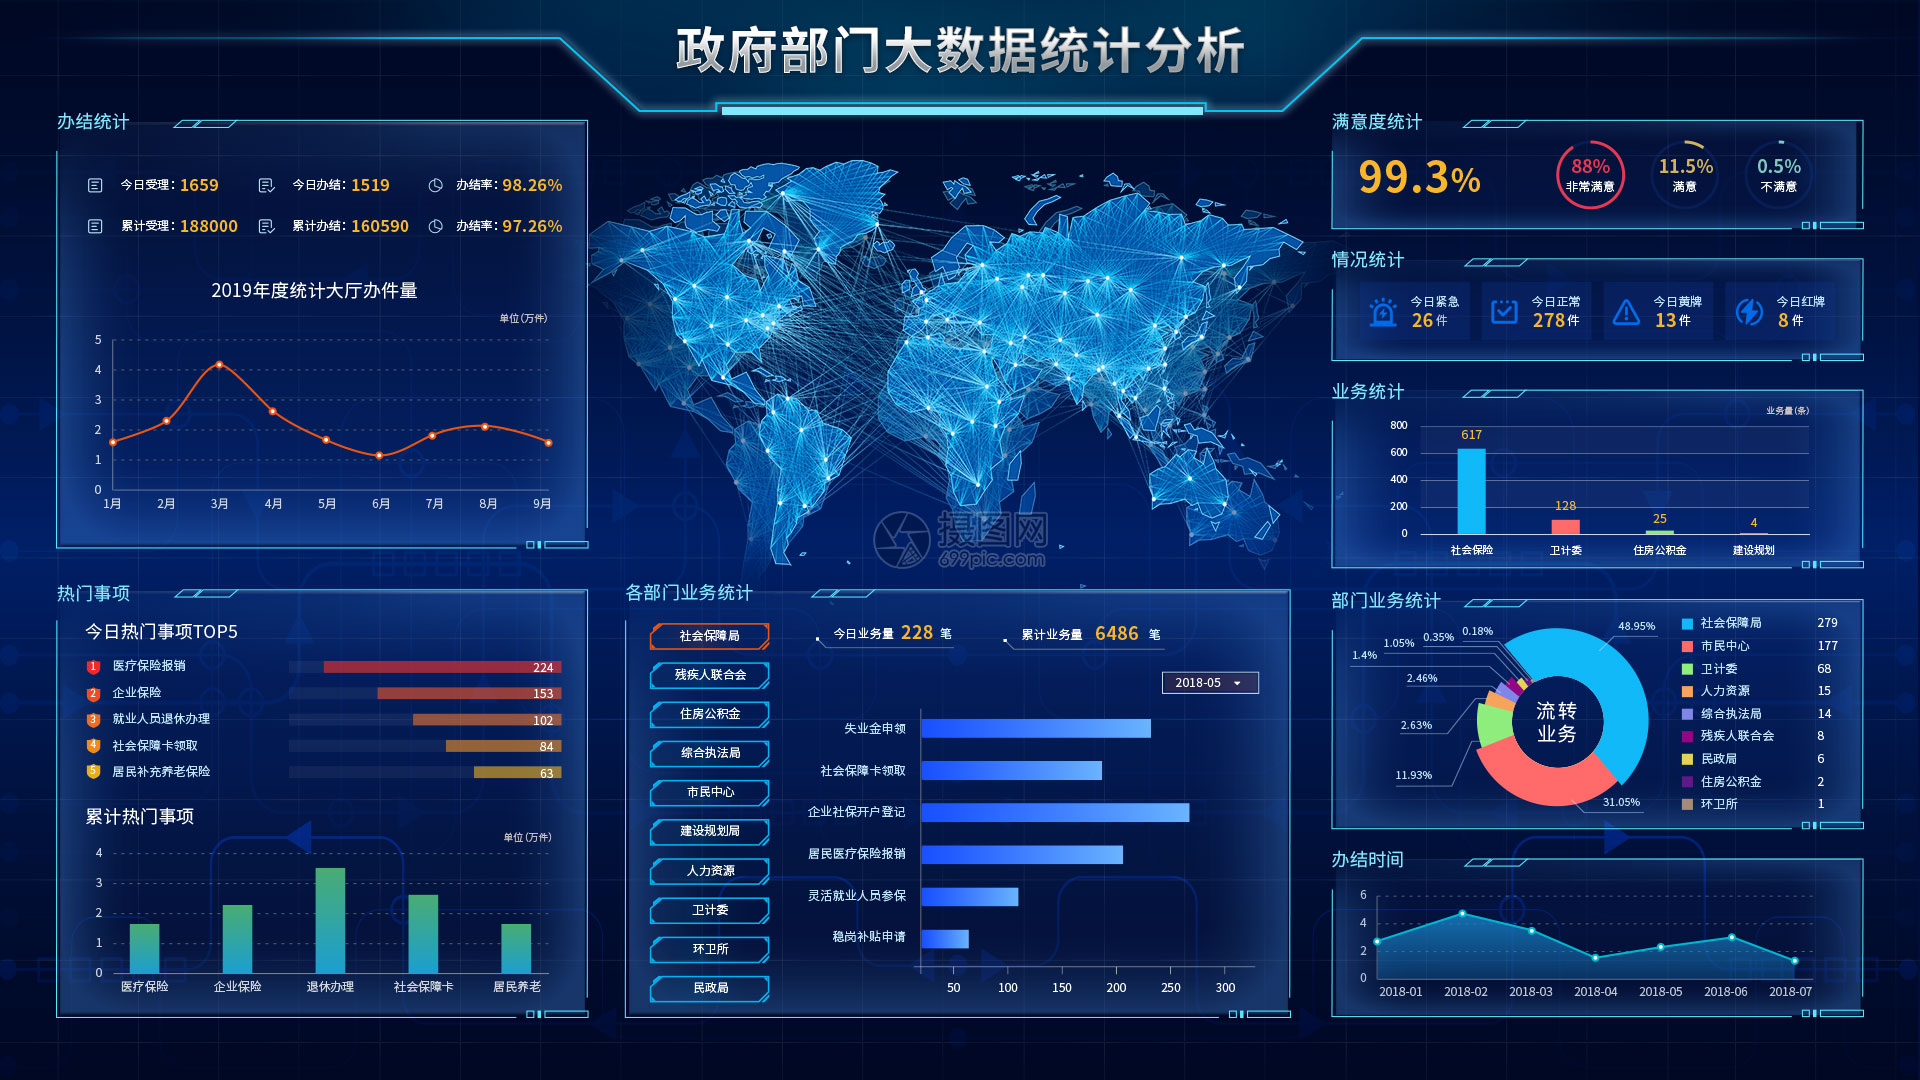 政府部门大数据统计分析
办结统计
今日受理：1659
今日办结：1519
办结率：98.26%
累计受理：188000
累计办结：160590
办结率：97.26%
2019年度统计大厅办件量
单位（万件）
5
4
3
2
1
0
1月 2月 3月 4月 5月 6月 7月 8月 9月
热门事项
今日热门事项TOP5
1 医疗保险报销 224
2 企业保险 153
3 就业人员退休办理 102
4 社会保障卡领取 84
5 居民补充养老保险 63
累计热门事项
单位（万件）
4
3
2
1
0
医疗保险 企业保险 退休办理 社会保障卡 居民养老
摄图网
699pic.com
各部门业务统计
社会保障局
残疾人联合会
住房公积金
综合执法局
市民中心
建设规划局
人力资源
卫计委
环卫所
民政局
今日业务量 228 笔
累计业务量 6486 笔
2018-05
失业金申领
社会保障卡领取
企业社保开户登记
居民医疗保险报销
灵活就业人员参保
稳岗补贴申请
50 100 150 200 250 300
满意度统计
99.3%
88%
非常满意
11.5%
满意
0.5%
不满意
情况统计
今日紧急
26 件
今日正常
278 件
今日黄牌
13 件
今日红牌
8 件
业务统计
业务量（条）
800
600
400
200
0
617
128
25
4
社会保险 卫计委 住房公积金 建设规划
部门业务统计
48.95%
0.18%
0.35%
1.05%
1.4%
2.46%
2.63%
11.93%
31.05%
流转
业务
社会保障局 279
市民中心 177
卫计委 68
人力资源 15
综合执法局 14
残疾人联合会 8
民政局 6
住房公积金 2
环卫所 1
办结时间
6
4
2
0
2018-01 2018-02 2018-03 2018-04 2018-05 2018-06 2018-07